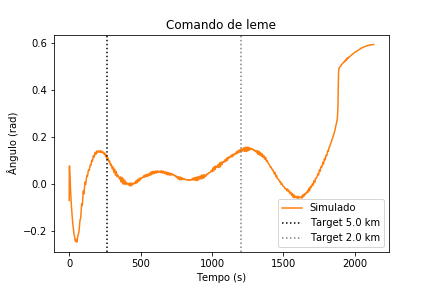 Comando de leme
0.6
0.4
0.2
0.0
−0.2
Ângulo (rad)
0
500
1000
1500
2000
Tempo (s)
Simulado
Target 5.0 km
Target 2.0 km